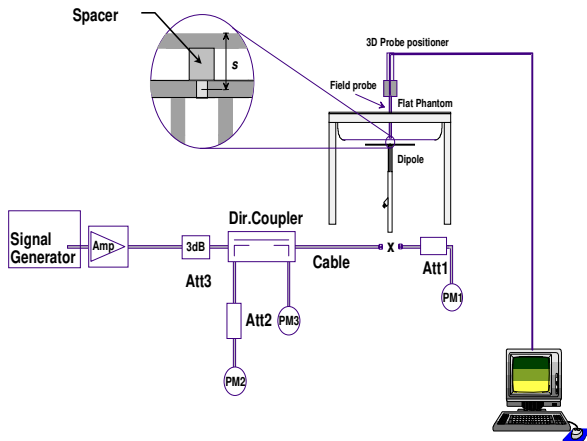 Spacer
s
3D Probe positioner
Field probe
Flat Phantom
Dipole
Signal
Generator
Amp
3dB
Att3
Dir.Coupler
Cable
x
Att1
PM1
Att2
PM3
PM2